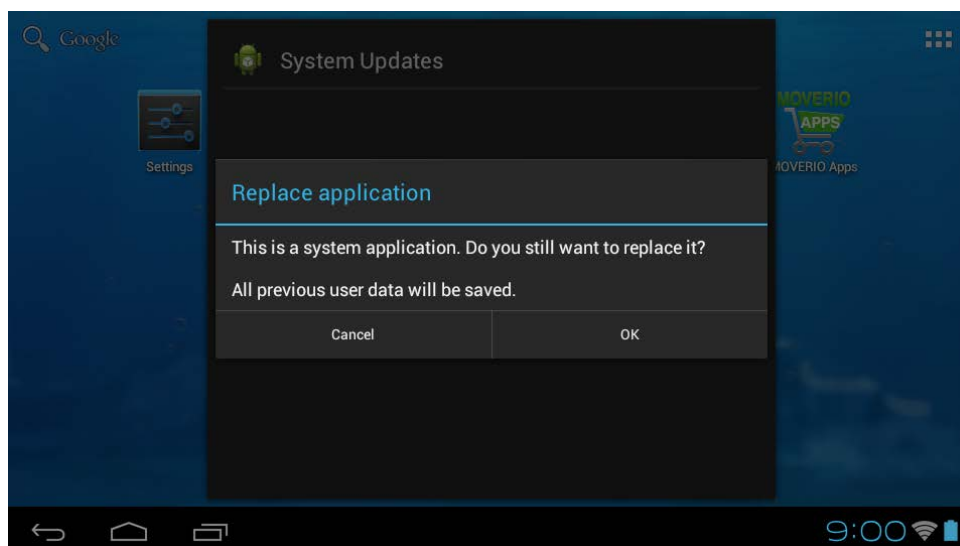 Google
System Updates
MOVERIO
APPS
Settings
MOVERIO Apps
Replace application
This is a system application. Do you still want to replace it?
All previous user data will be saved.
Cancel
OK
9:00